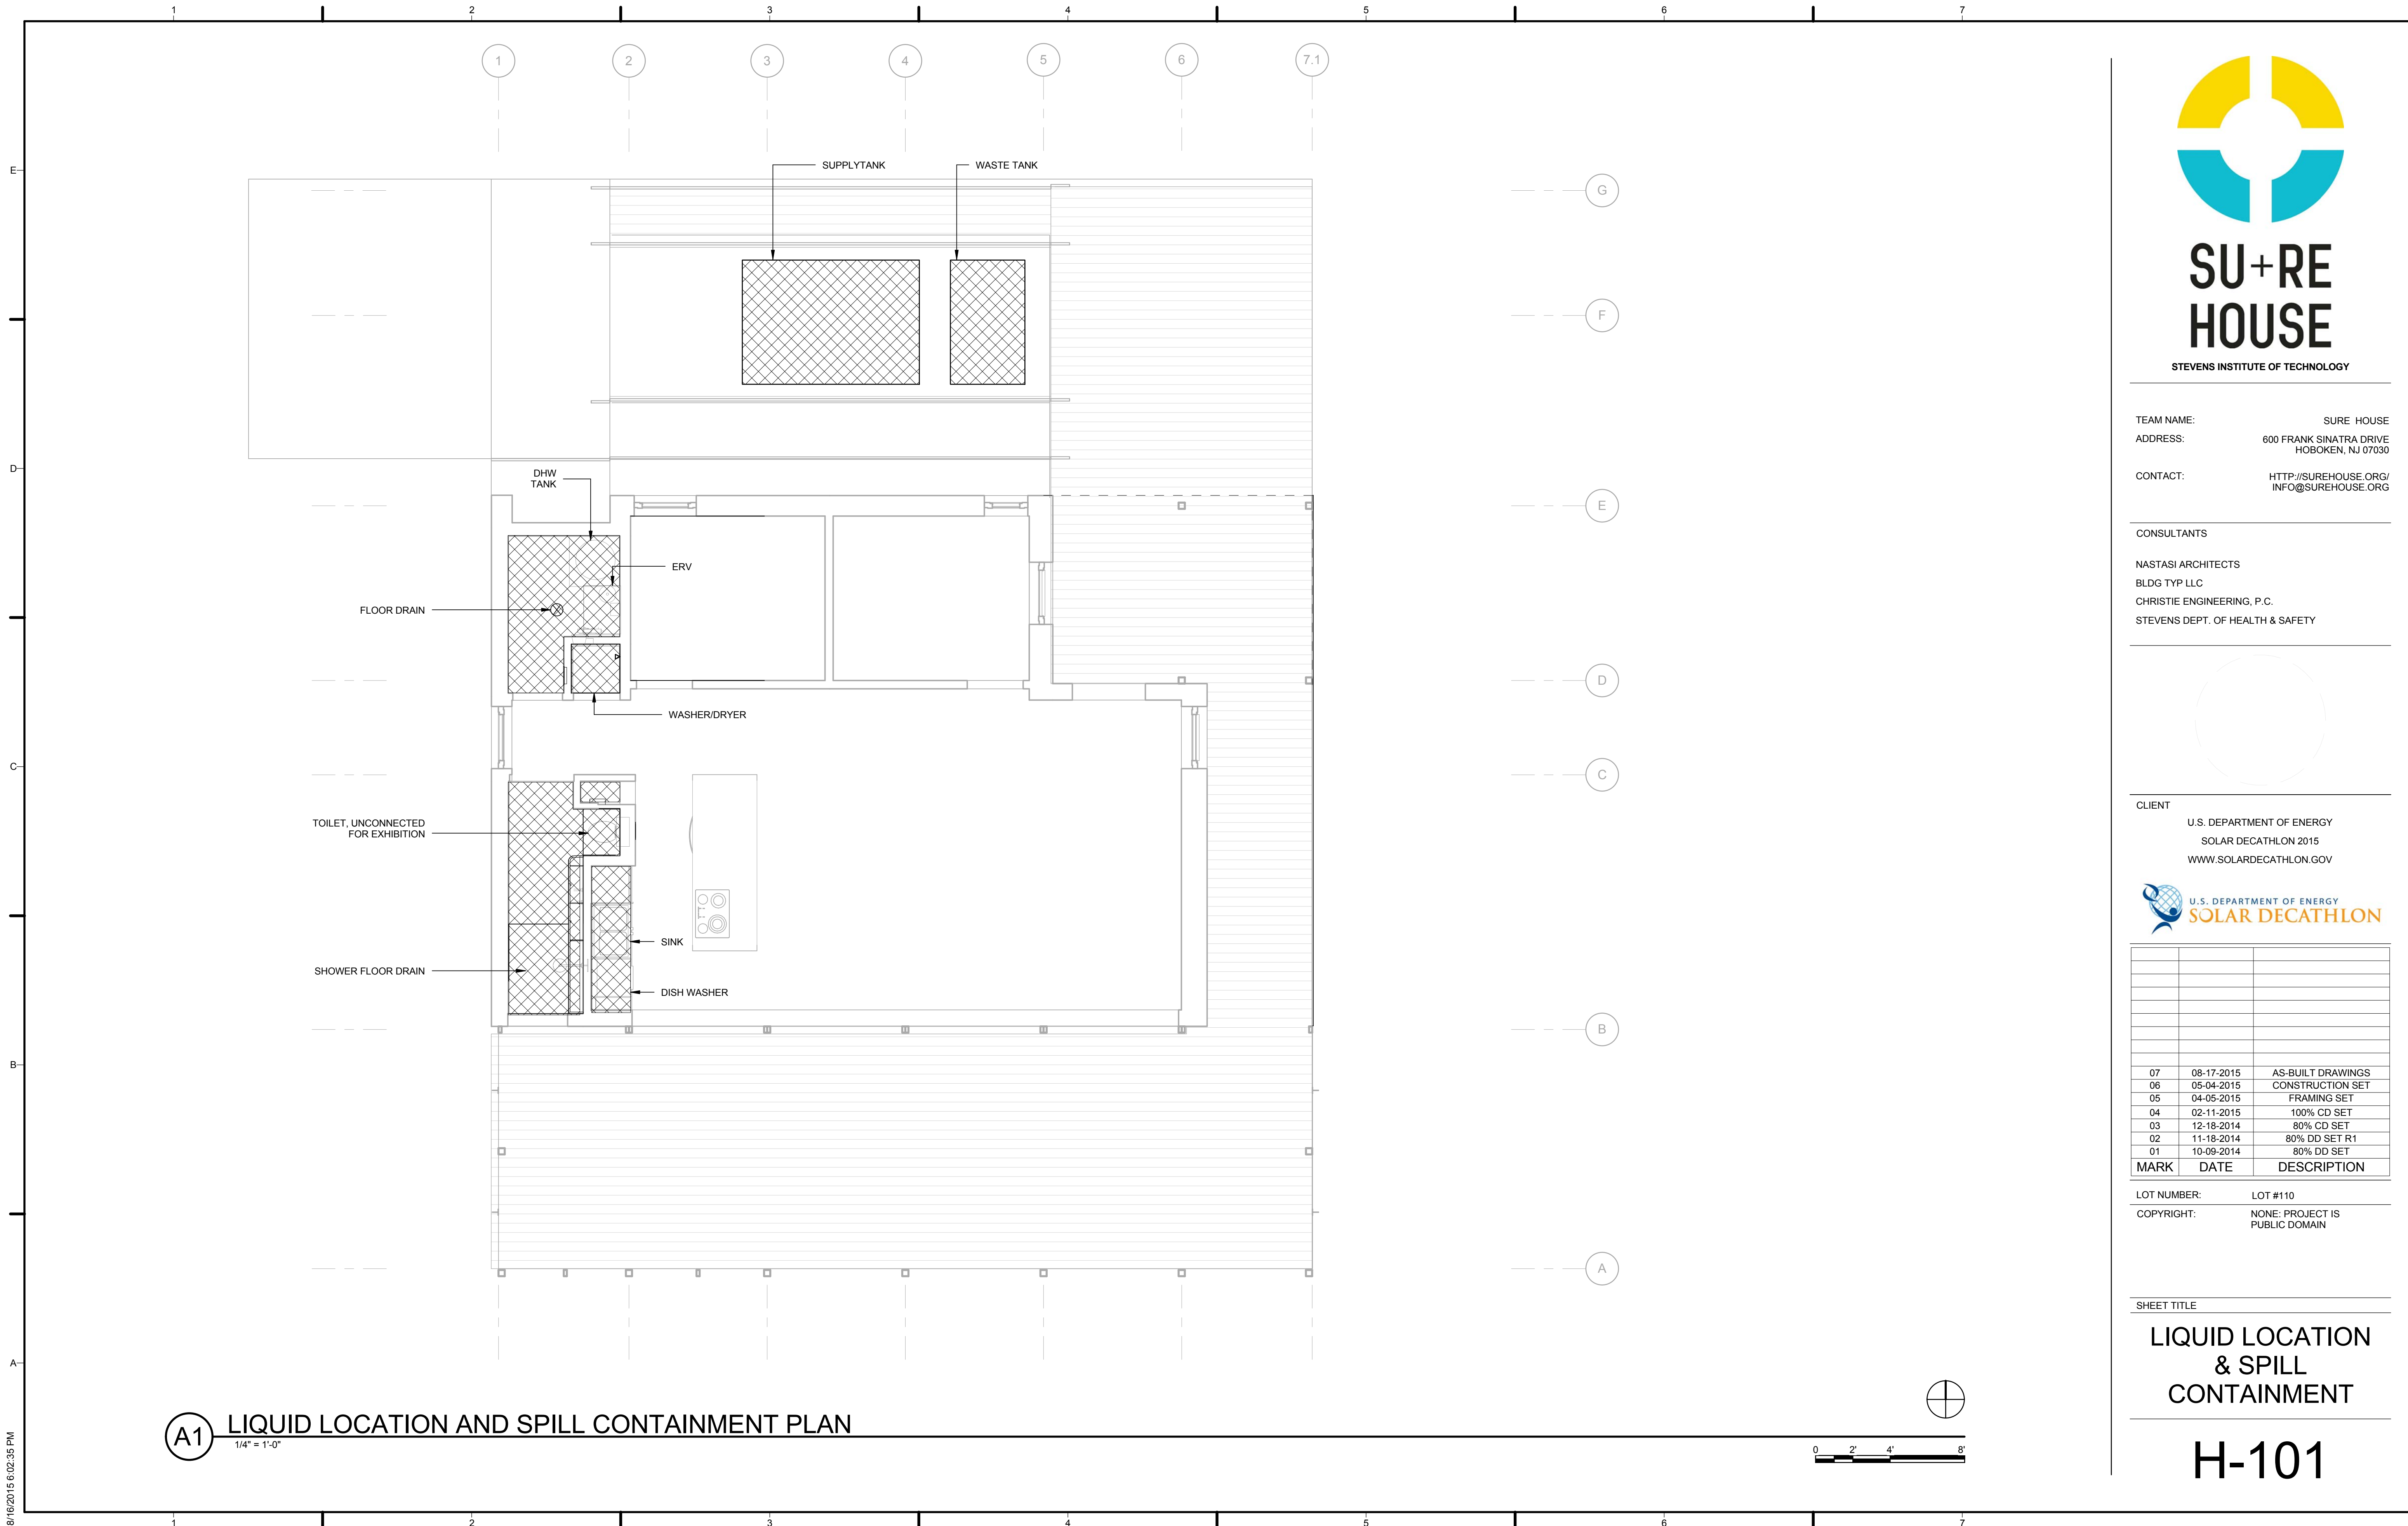 1 2 3 4 5 6 7
1 2 3 4 5 6 7.1
E
D
C
B
A
G
F
E
D
C
B
A
SUPPLYTANK
WASTE TANK
DHW
TANK
ERV
FLOOR DRAIN
WASHER/DRYER
TOILET, UNCONNECTED
FOR EXHIBITION
SINK
SHOWER FLOOR DRAIN
DISH WASHER
A1 LIQUID LOCATION AND SPILL CONTAINMENT PLAN
1/4" = 1'-0"
0 2' 4' 8'
1 2 3 4 5 6 7
8/16/2015 6:02:35 PM
SU+RE
HOUSE
STEVENS INSTITUTE OF TECHNOLOGY
TEAM NAME: SURE HOUSE
ADDRESS: 600 FRANK SINATRA DRIVE
HOBOKEN, NJ 07030
CONTACT: HTTP://SUREHOUSE.ORG/
INFO@SUREHOUSE.ORG
CONSULTANTS
NASTASI ARCHITECTS
BLDG TYP LLC
CHRISTIE ENGINEERING, P.C.
STEVENS DEPT. OF HEALTH & SAFETY
CLIENT
U.S. DEPARTMENT OF ENERGY
SOLAR DECATHLON 2015
WWW.SOLARDECATHLON.GOV
U.S. DEPARTMENT OF ENERGY
SOLAR DECATHLON
07 08-17-2015 AS-BUILT DRAWINGS
06 05-04-2015 CONSTRUCTION SET
05 04-05-2015 FRAMING SET
04 02-11-2015 100% CD SET
03 12-18-2014 80% CD SET
02 11-18-2014 80% DD SET R1
01 10-09-2014 80% DD SET
MARK DATE DESCRIPTION
LOT NUMBER: LOT #110
COPYRIGHT: NONE: PROJECT IS
PUBLIC DOMAIN
SHEET TITLE
LIQUID LOCATION
& SPILL
CONTAINMENT
H-101